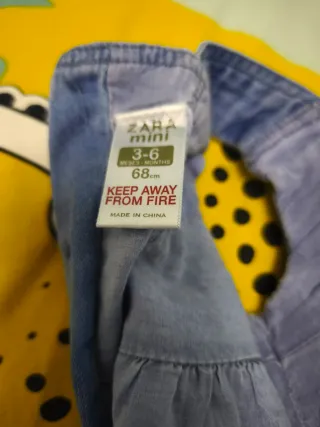 ZARA
mini
3-6
MESES - MONTHS
68cm
KEEP AWAY
FROM FIRE
MADE IN CHINA